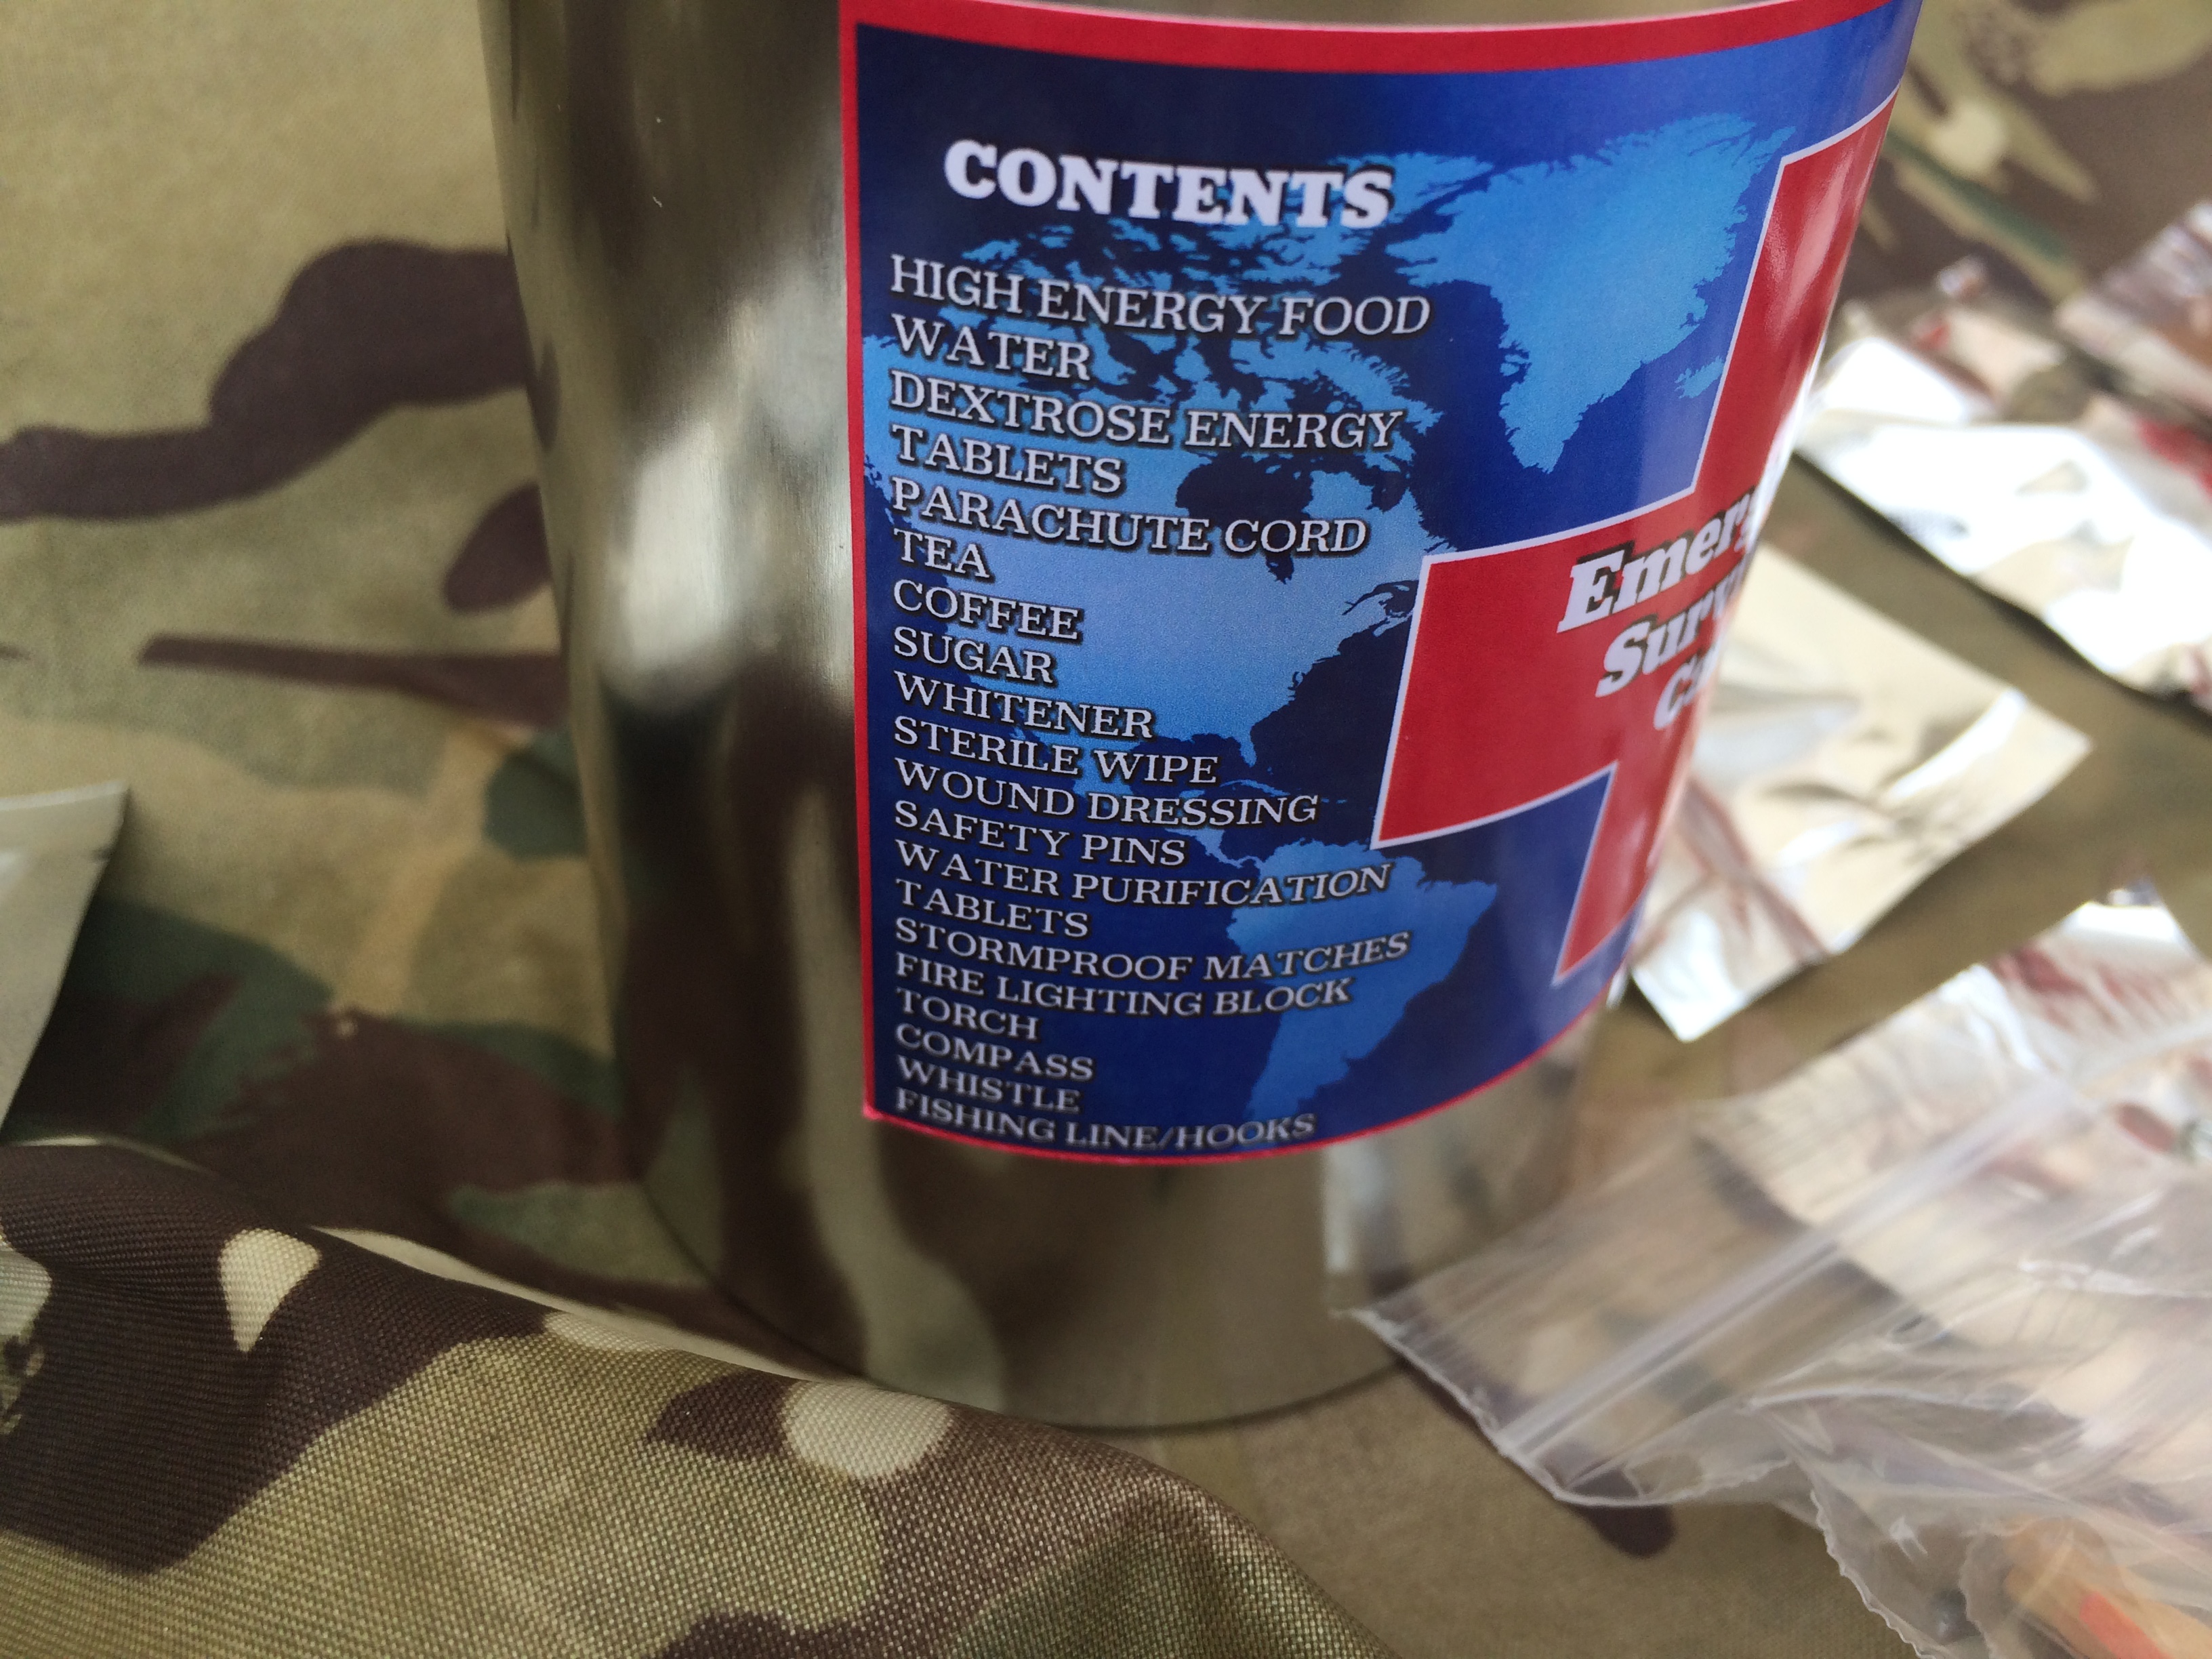 CONTENTS
HIGH ENERGY FOOD
WATER
DEXTROSE ENERGY
TABLETS
PARACHUTE CORD
TEA
COFFEE
SUGAR
WHITENER
STERILE WIPE
WOUND DRESSING
SAFETY PINS
WATER PURIFICATION
TABLETS
STORMPROOF MATCHES
FIRE LIGHTING BLOCK
TORCH
COMPASS
WHISTLE
FISHING LINE/HOOKS